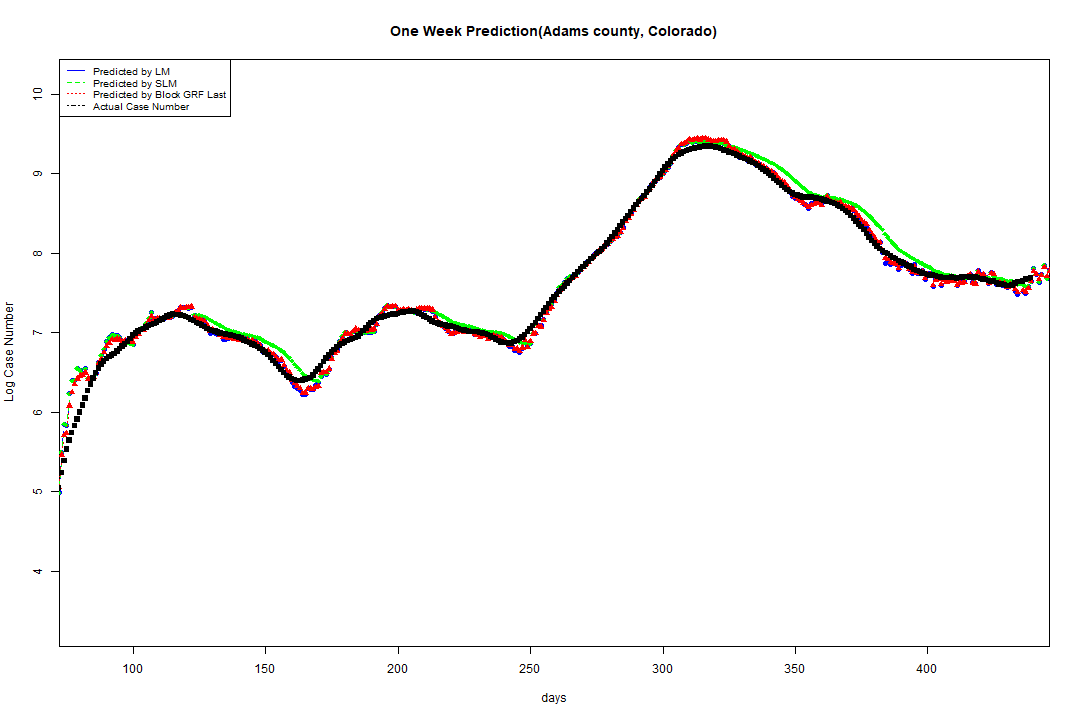 One Week Prediction(Adams county, Colorado)
Predicted by LM
Predicted by SLM
Predicted by Block GRF Last
Actual Case Number
10
9
8
7
6
5
4
Log Case Number
100 150 200 250 300 350 400
days